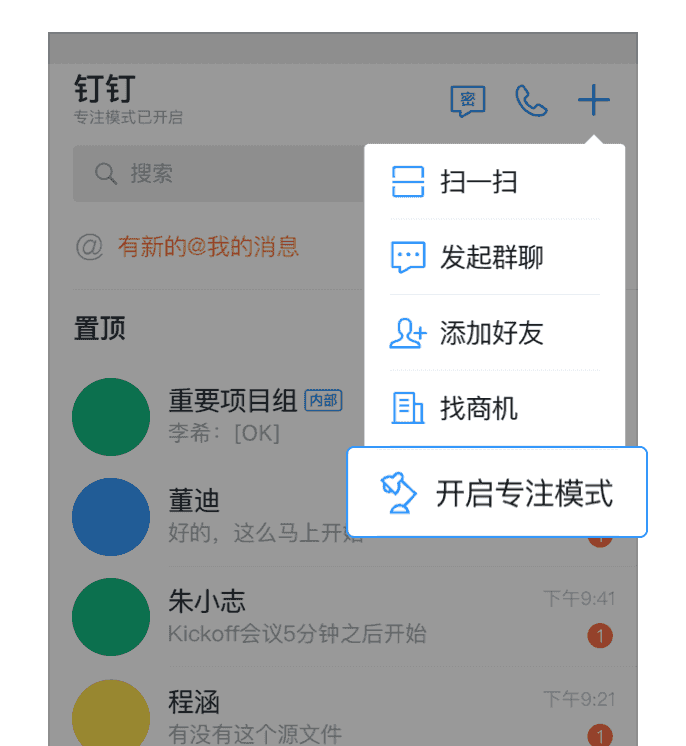 钉钉
专注模式已开启
密
搜索
@ 有新的@我的消息
置顶
扫一扫
发起群聊
添加好友
找商机
开启专注模式
重要项目组 内部
李希：[OK]
董迪
好的，这么马上开始
1
朱小志
下午9:41
Kickoff会议5分钟之后开始
1
程涵
下午9:21
有没有这个源文件
1